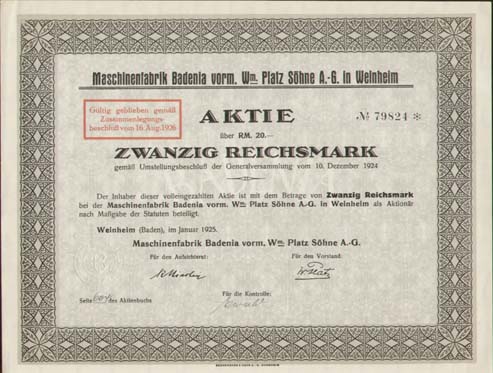 Maschinenfabrik Badenia vorm. Wm. Platz Söhne A.-G. in Weinheim
Gültig geblieben gemäß
Zusammenlegungs-
beschluß vom 16. Aug. 1926
AKTIE
№ 79824 *
über RM. 20.—
ZWANZIG REICHSMARK
gemäß Umstellungsbeschluß der Generalversammlung vom 10. Dezember 1924
Der Inhaber dieser volleingezahlten Aktie ist mit dem Betrage von Zwanzig Reichsmark
bei der Maschinenfabrik Badenia vorm. Wm. Platz Söhne A.-G. in Weinheim als Aktionär
nach Maßgabe der Statuten beteiligt.
Weinheim (Baden), im Januar 1925.
Maschinenfabrik Badenia vorm. Wm. Platz Söhne A.-G.
Für den Aufsichtsrat:
Für den Vorstand:
W Platz
Für die Kontrolle:
Seite des Aktienbuchs